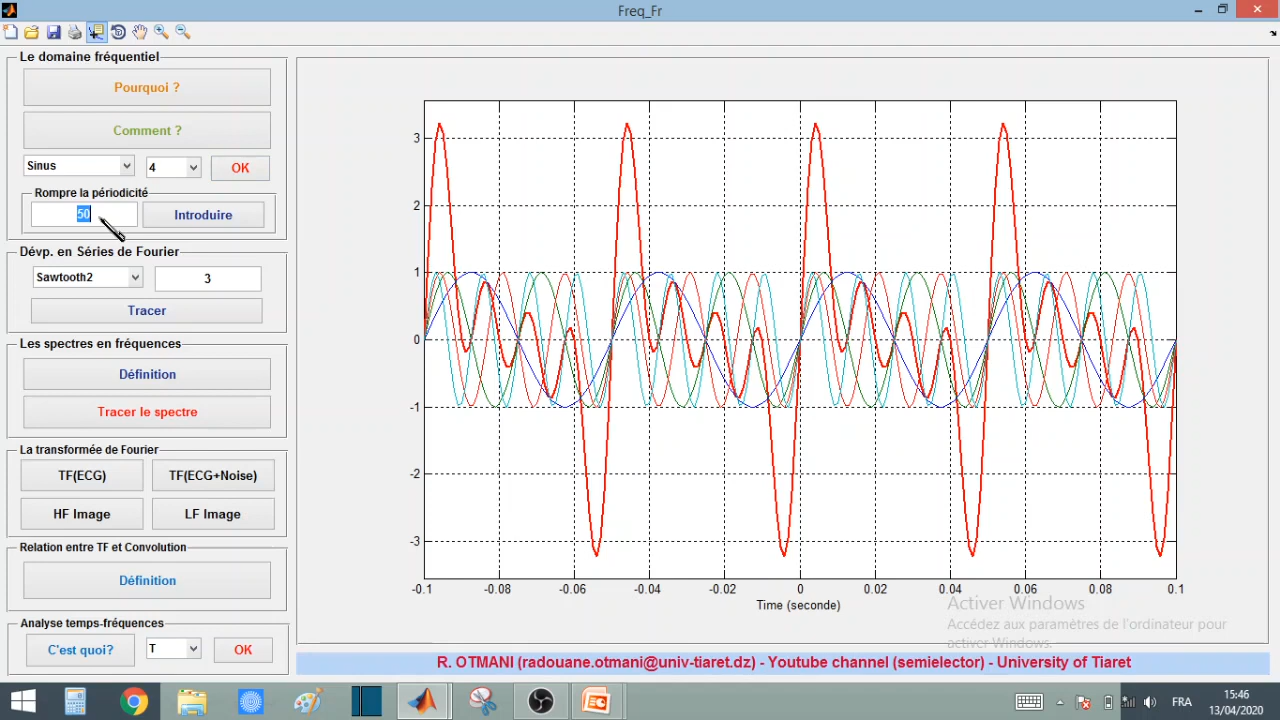 Freq_Fr
Le domaine fréquentiel
Pourquoi ?
Comment ?
Sinus
4
OK
Rompre la périodicité
50
Introduire
Dévp. en Séries de Fourier
Sawtooth2
3
Tracer
Les spectres en fréquences
Définition
Tracer le spectre
La transformée de Fourier
TF(ECG)
TF(ECG+Noise)
HF Image
LF Image
Relation entre TF et Convolution
Définition
Analyse temps-fréquences
C'est quoi?
T
OK
3
2
1
0
-1
-2
-3
-0.1 -0.08 -0.06 -0.04 -0.02 0 0.02 0.04 0.06 0.08 0.1
Time (seconde)
Activer Windows
Accédez aux paramètres de l'ordinateur pour
activer Windows.
R. OTMANI (radouane.otmani@univ-tiaret.dz) - Youtube channel (semielector) - University of Tiaret
FRA
15:46
13/04/2020